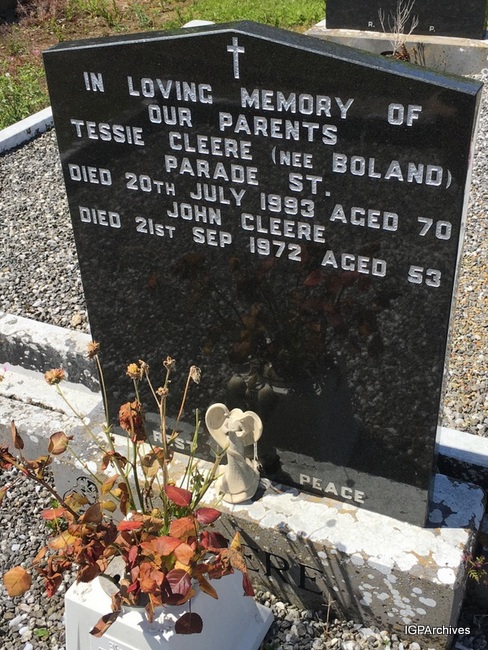 IN LOVING MEMORY OF
OUR PARENTS
TESSIE CLEERE (NEE BOLAND)
PARADE ST.
DIED 20TH JULY 1993 AGED 70
JOHN CLEERE
DIED 21ST SEP 1972 AGED 53
PEACE
ERE
R. P.
IGPArchives